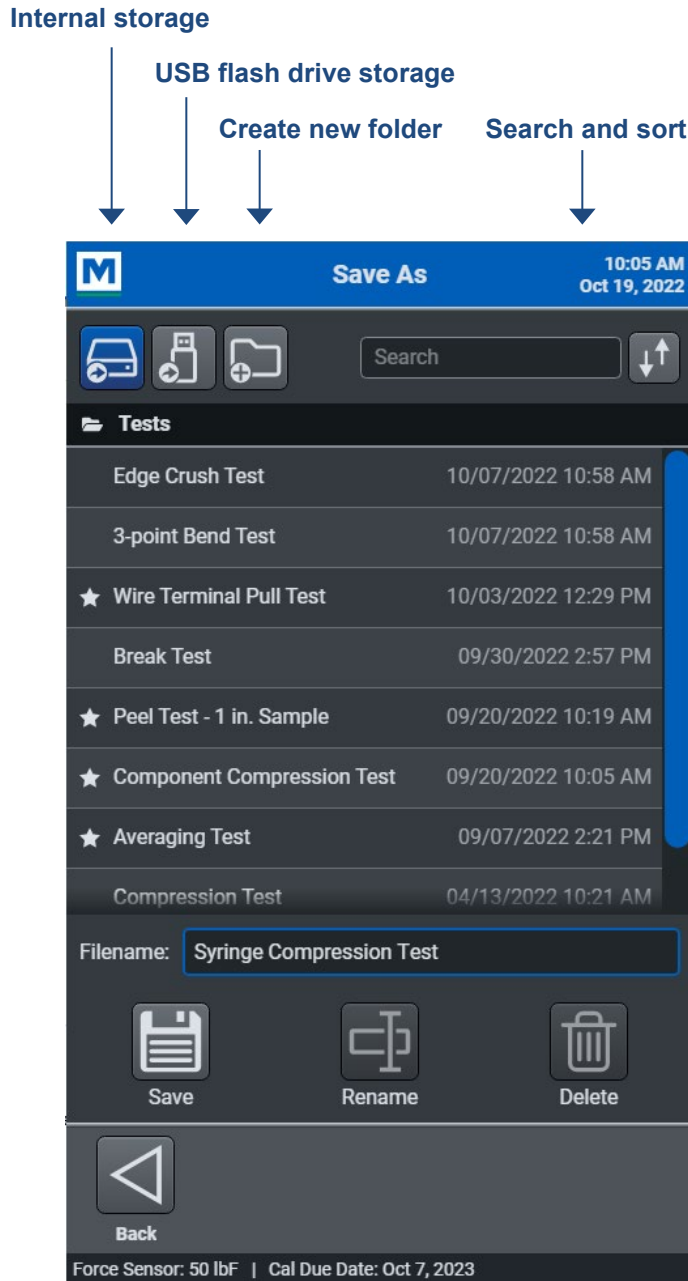 Internal storage
USB flash drive storage
Create new folder Search and sort
M Save As 10:05 AM
Oct 19, 2022
Search
Tests
Edge Crush Test 10/07/2022 10:58 AM
3-point Bend Test 10/07/2022 10:58 AM
Wire Terminal Pull Test 10/03/2022 12:29 PM
Break Test 09/30/2022 2:57 PM
Peel Test - 1 in. Sample 09/20/2022 10:19 AM
Component Compression Test 09/20/2022 10:05 AM
Averaging Test 09/07/2022 2:21 PM
Compression Test 04/13/2022 10:21 AM
Filename: Syringe Compression Test
Save Rename Delete
Back
Force Sensor: 50 lbF | Cal Due Date: Oct 7, 2023